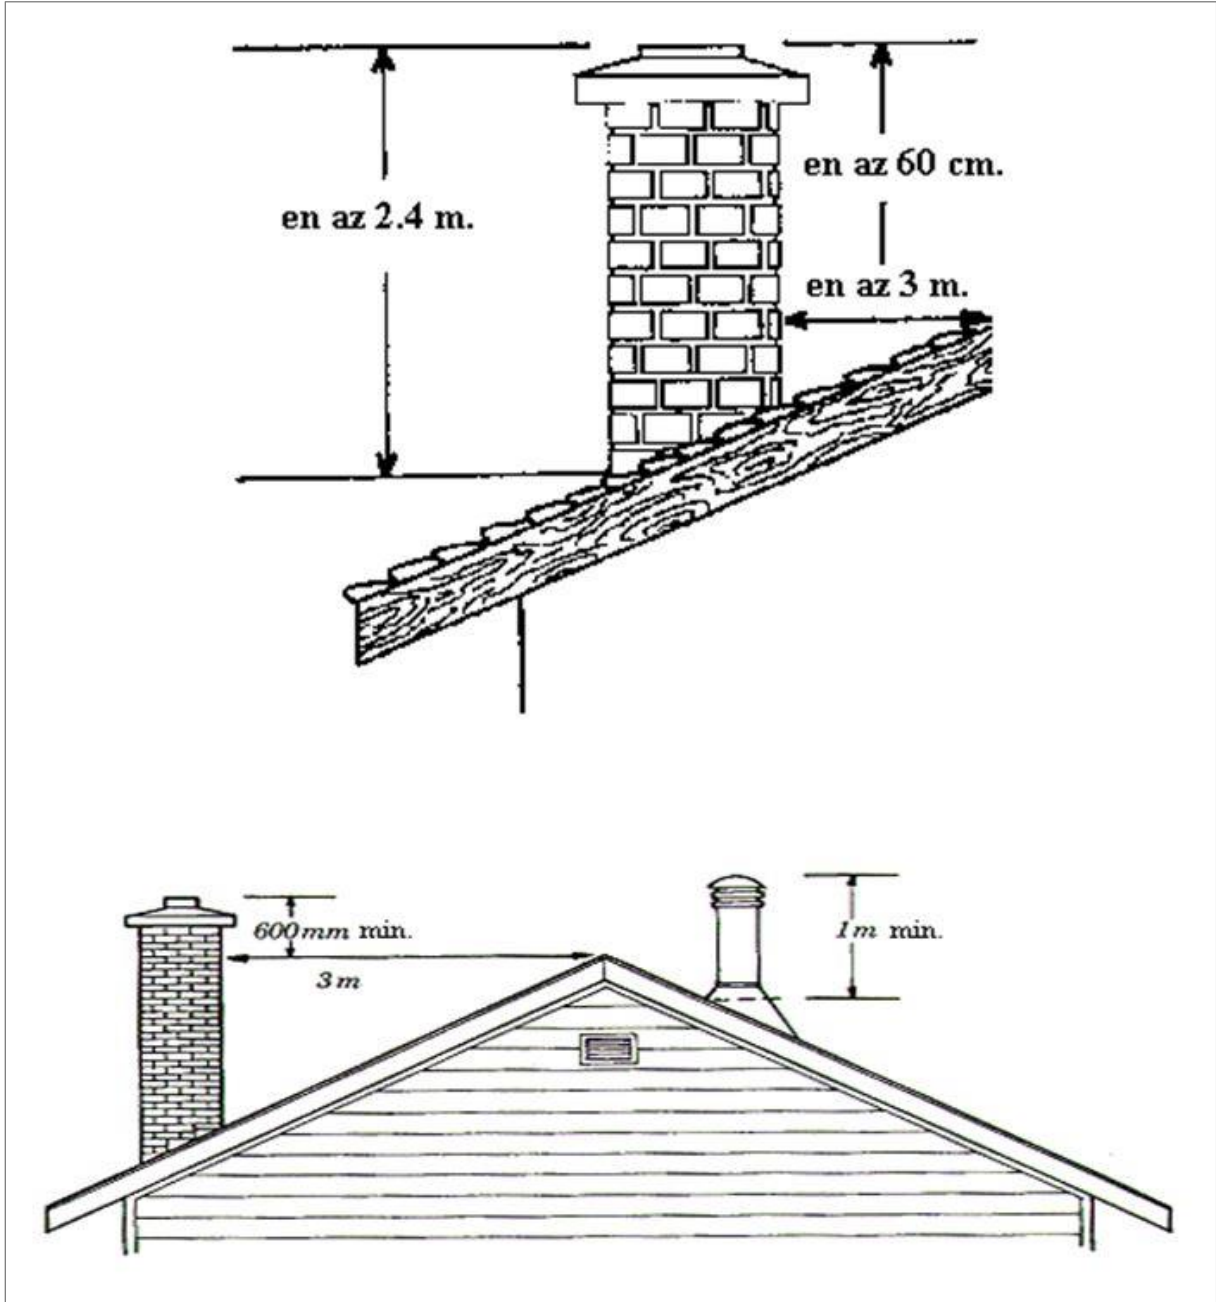 en az 60 cm.
en az 2.4 m.
en az 3 m.
600mm min.
3m
1m min.